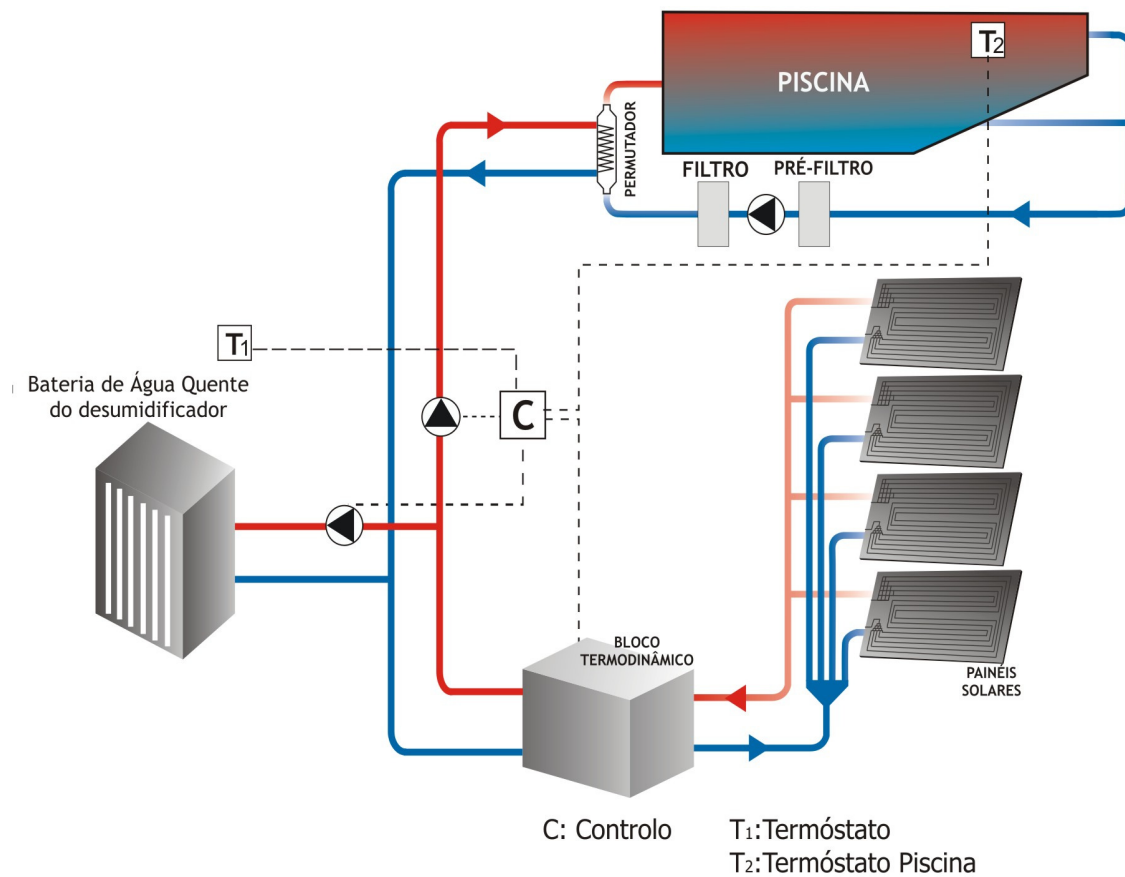 T2
PISCINA
PERMUTADOR
FILTRO
PRÉ-FILTRO
T1
Bateria de Água Quente
do desumidificador
C
BLOCO
TERMODINÂMICO
PAINÉIS
SOLARES
C: Controlo
T1:Termóstato
T2:Termóstato Piscina